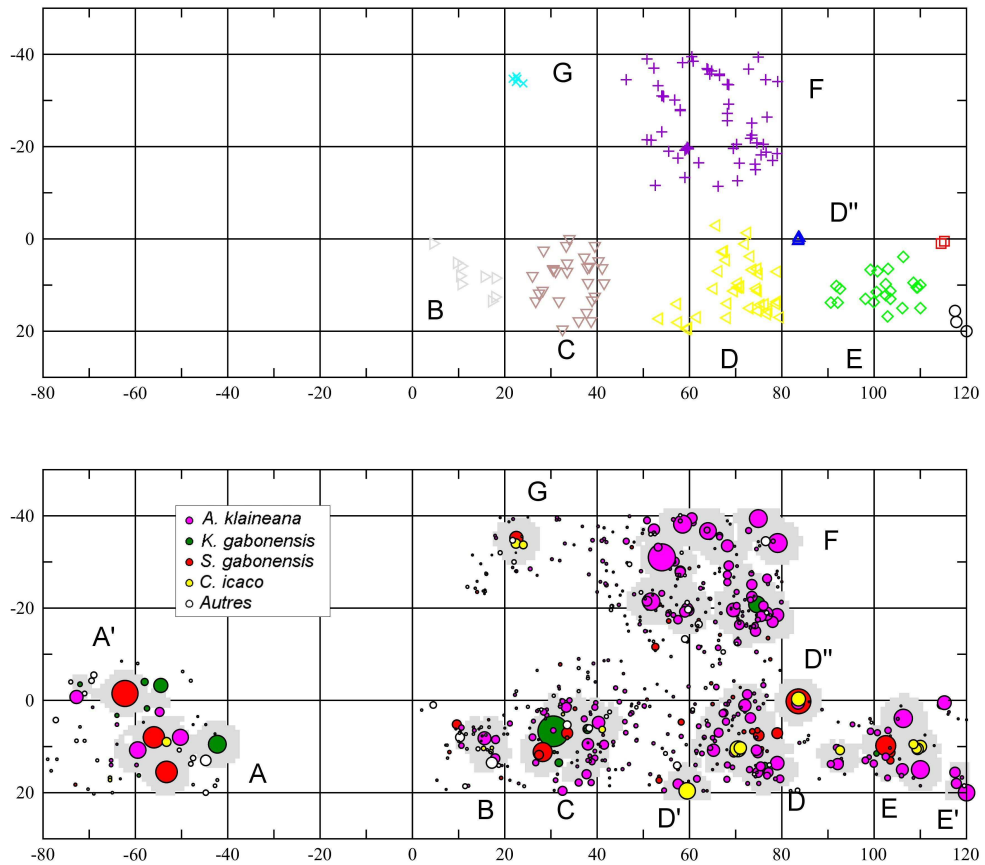 -40
G
F
-20
D"
0
B
C
D
E
20
-80 -60 -40 -20 0 20 40 60 80 100 120
G
A. klaineana
K. gabonensis
S. gabonensis
C. icaco
Autres
-40
F
-20
A'
D"
0
A
B
C
D'
D
E
E'
20
-80 -60 -40 -20 0 20 40 60 80 100 120